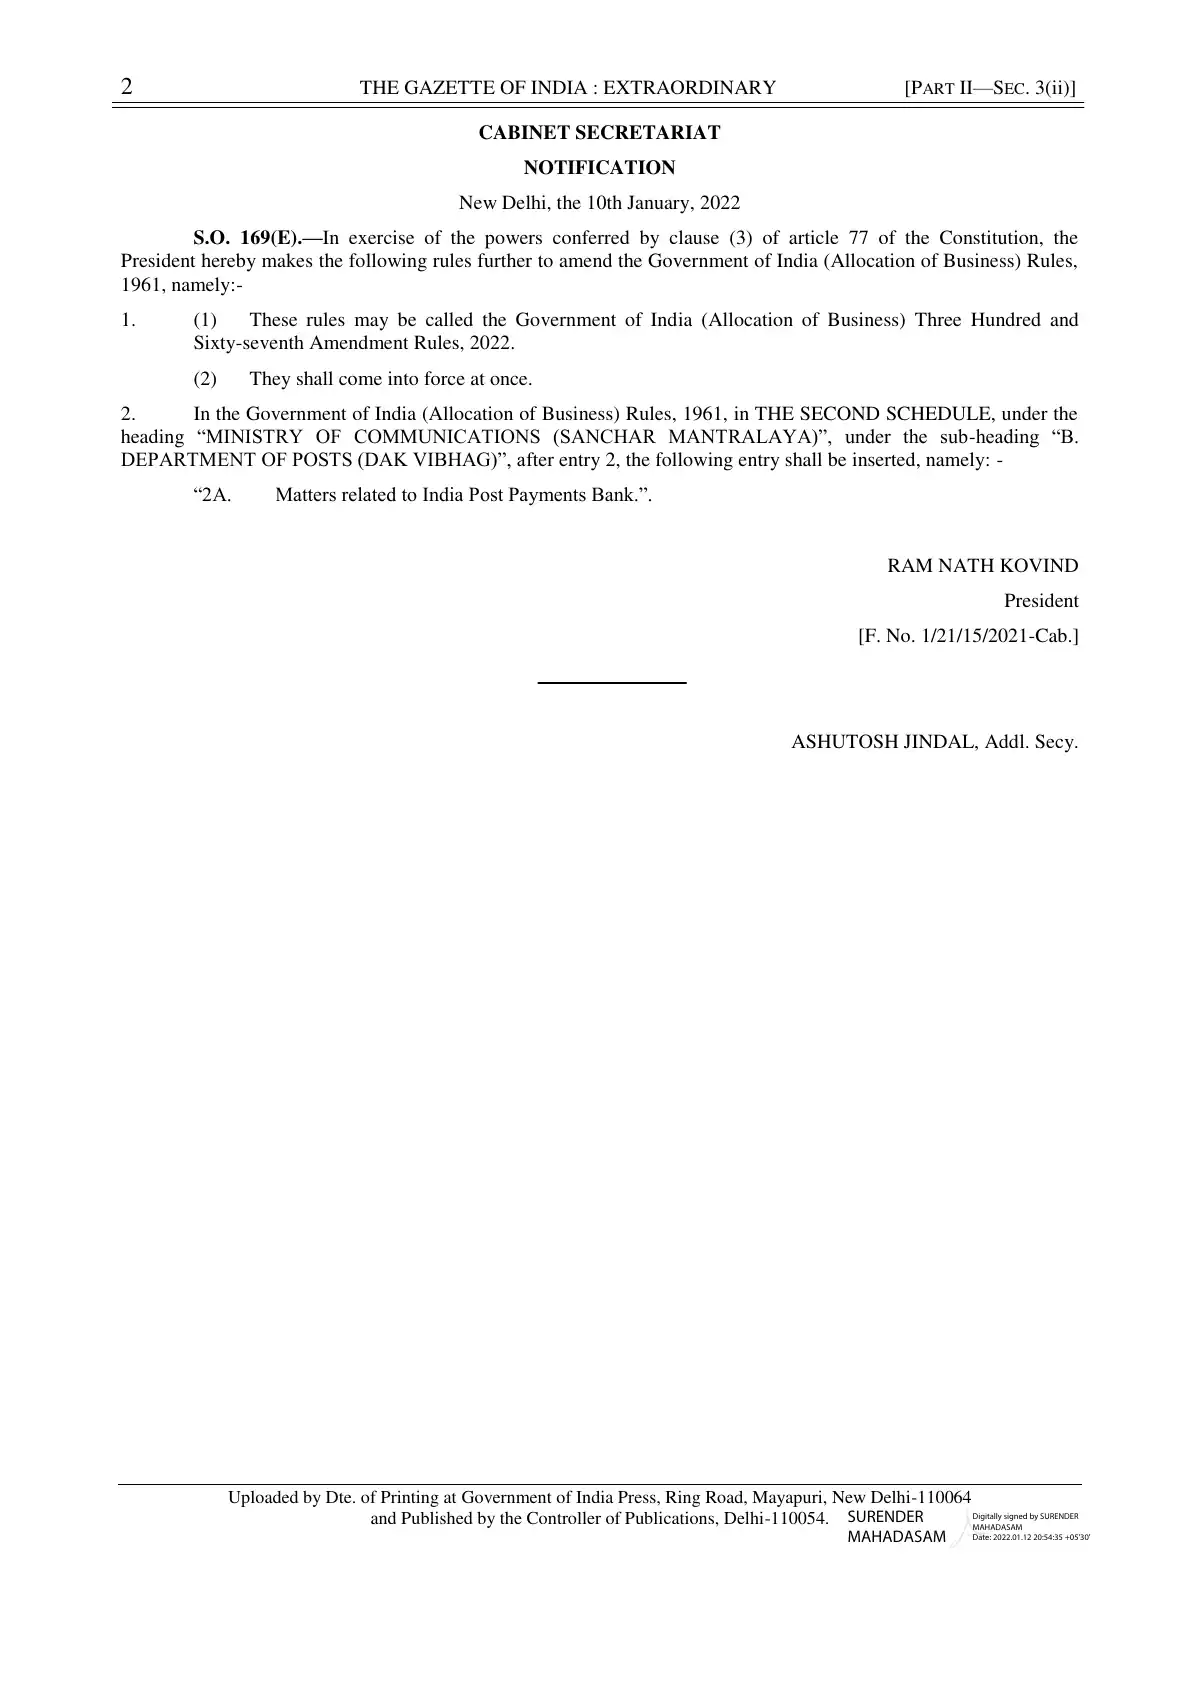 2 THE GAZETTE OF INDIA : EXTRAORDINARY [PART II—SEC. 3(ii)]
CABINET SECRETARIAT
NOTIFICATION
New Delhi, the 10th January, 2022
S.O. 169(E).—In exercise of the powers conferred by clause (3) of article 77 of the Constitution, the
President hereby makes the following rules further to amend the Government of India (Allocation of Business) Rules,
1961, namely:-
1. (1) These rules may be called the Government of India (Allocation of Business) Three Hundred and
Sixty-seventh Amendment Rules, 2022.
(2) They shall come into force at once.
2. In the Government of India (Allocation of Business) Rules, 1961, in THE SECOND SCHEDULE, under the
heading “MINISTRY OF COMMUNICATIONS (SANCHAR MANTRALAYA)”, under the sub-heading “B.
DEPARTMENT OF POSTS (DAK VIBHAG)”, after entry 2, the following entry shall be inserted, namely: -
“2A. Matters related to India Post Payments Bank.”.
RAM NATH KOVIND
President
[F. No. 1/21/15/2021-Cab.]
ASHUTOSH JINDAL, Addl. Secy.
Uploaded by Dte. of Printing at Government of India Press, Ring Road, Mayapuri, New Delhi-110064
and Published by the Controller of Publications, Delhi-110054.
SURENDER
MAHADASAM
Digitally signed by SURENDER
MAHADASAM
Date: 2022.01.12 20:54:35 +05'30'